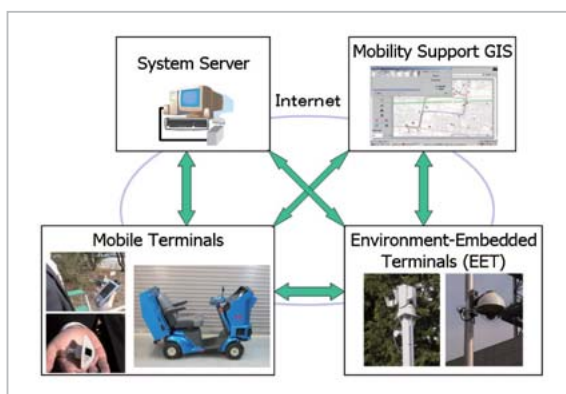 System Server
Mobility Support GIS
Internet
Mobile Terminals
Environment-Embedded
Terminals (EET)